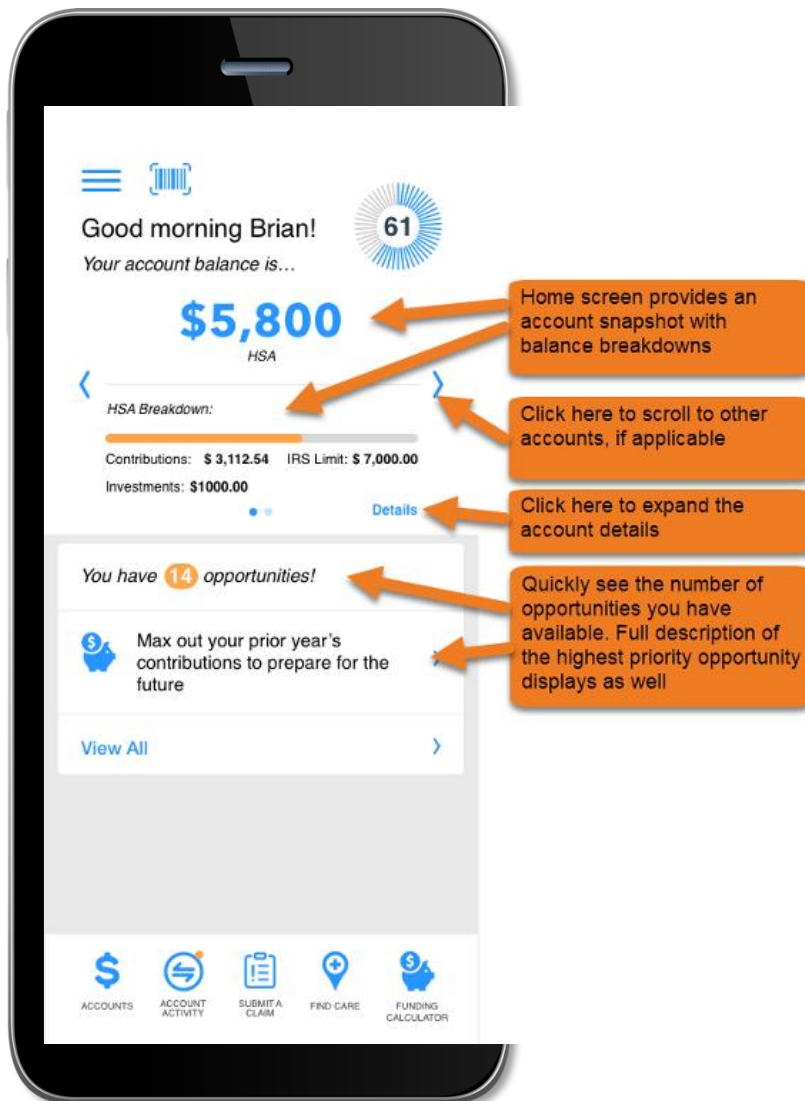 Good morning Brian!
61
Your account balance is...
$5,800
HSA
HSA Breakdown:
Contributions: $ 3,112.54 IRS Limit: $ 7,000.00
Investments: $1000.00
Details
You have 14 opportunities!
Max out your prior year's
contributions to prepare for the
future
View All
ACCOUNTS
ACCOUNT
ACTIVITY
SUBMIT A
CLAIM
FIND CARE
FUNDING
CALCULATOR
Home screen provides an
account snapshot with
balance breakdowns
Click here to scroll to other
accounts, if applicable
Click here to expand the
account details
Quickly see the number of
opportunities you have
available. Full description of
the highest priority opportunity
displays as well